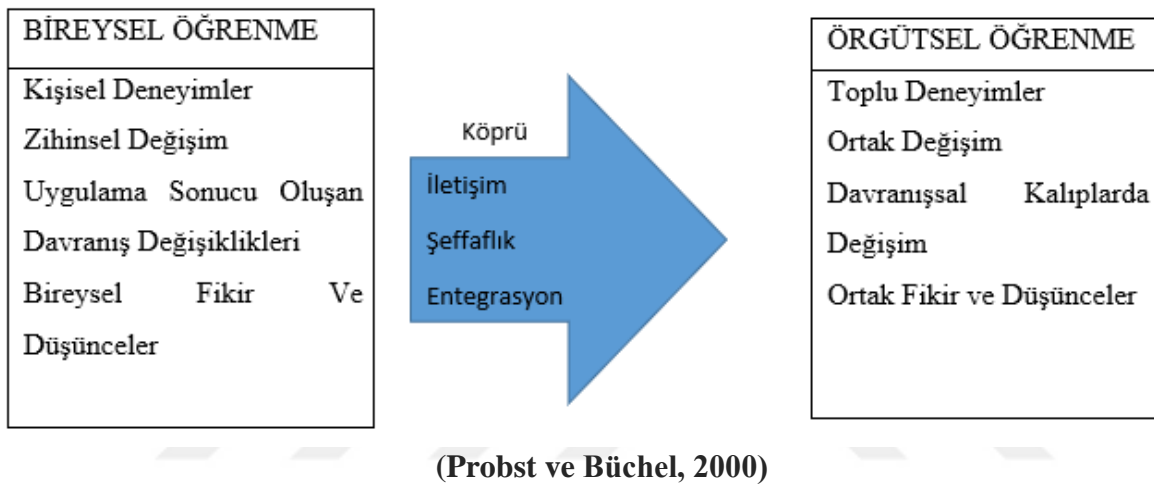 BİREYSEL ÖĞRENME
Kişisel Deneyimler
Zihinsel Değişim
Uygulama Sonucu Oluşan
Davranış Değişiklikleri
Bireysel Fikir Ve
Düşünceler
Köprü
İletişim
Şeffaflık
Entegrasyon
ÖRGÜTSEL ÖĞRENME
Toplu Deneyimler
Ortak Değişim
Davranışsal Kalıplarda
Değişim
Ortak Fikir ve Düşünceler
(Probst ve Büchel, 2000)